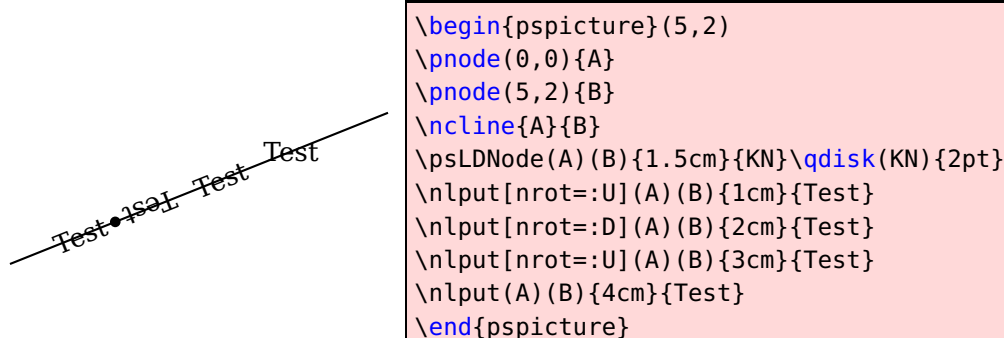 Test
Test
Test
Test
\begin{pspicture}(5,2)
\pnode(0,0){A}
\pnode(5,2){B}
\ncline{A}{B}
\psLDNode(A)(B){1.5cm}{KN}\qdisk(KN){2pt}
\nlput[nrot=:U](A)(B){1cm}{Test}
\nlput[nrot=:D](A)(B){2cm}{Test}
\nlput[nrot=:U](A)(B){3cm}{Test}
\nlput(A)(B){4cm}{Test}
\end{pspicture}